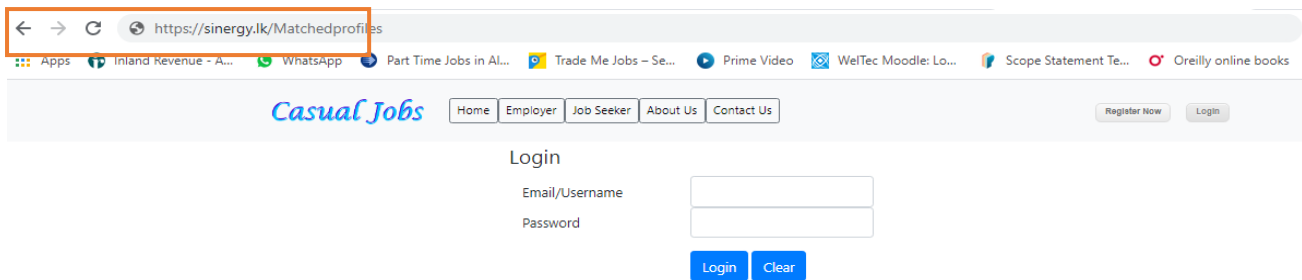 https://sinergy.lk/Matchedprofiles
Apps Inland Revenue - A... WhatsApp Part Time Jobs in Al... Trade Me Jobs – Se... Prime Video WelTec Moodle: Lo... Scope Statement Te... Oreilly online books
Casual Jobs Home Employer Job Seeker About Us Contact Us Register Now Login
Login
Email/Username
Password
Login Clear